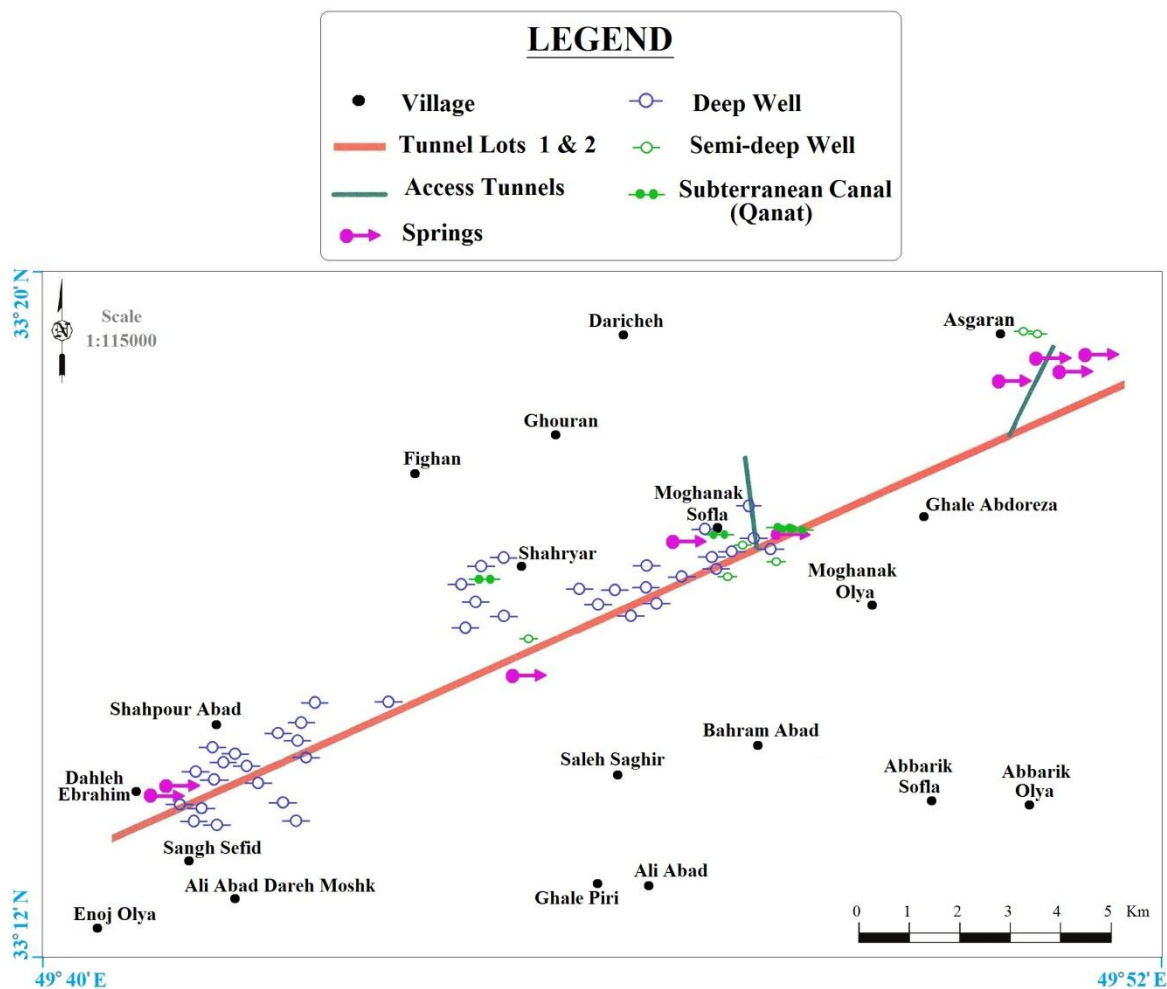 LEGEND
Village
Deep Well
Tunnel Lots 1 & 2
Semi-deep Well
Access Tunnels
Subterranean Canal
(Qanat)
Springs
33° 20' N
N
Scale
1:115000
Daricheh
Asgaran
Ghouran
Fighan
Moghanak
Sofla
Ghale Abdoreza
Shahryar
Moghanak
Olya
Shahpour Abad
Bahram Abad
Saleh Saghir
Dahleh
Ebrahim
Abbarik
Sofla
Abbarik
Olya
Sangh Sefid
Ali Abad Dareh Moshk
Ali Abad
Ghale Piri
Enoj Olya
0 1 2 3 4 5 Km
33° 12' N
49° 40' E
49° 52' E